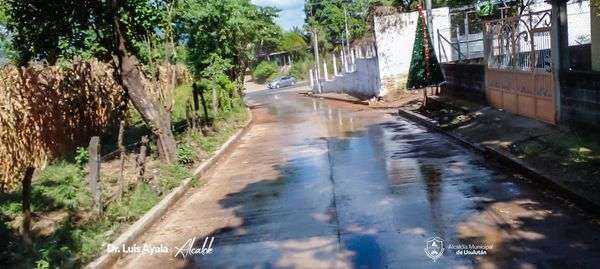 Dr. Luis Ayala
Alcalde
Alcaldía Municipal de
Usulután